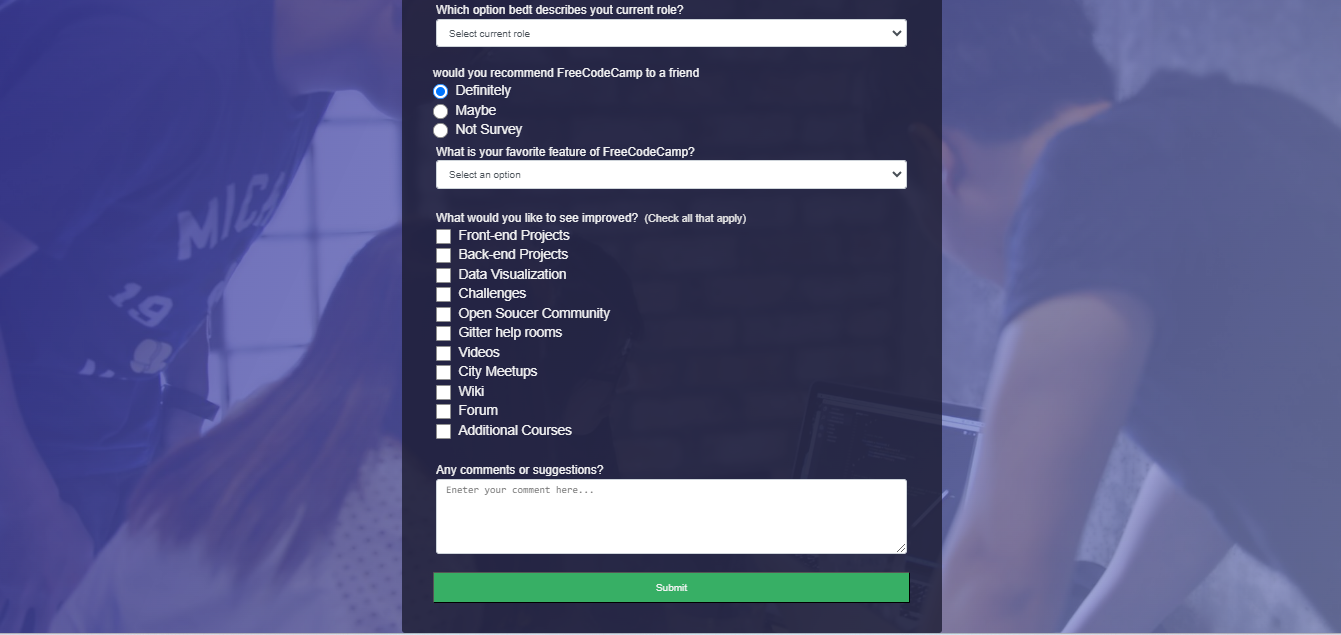 Which option bedt describes yout current role?
Select current role
would you recommend FreeCodeCamp to a friend
Definitely
Maybe
Not Survey
What is your favorite feature of FreeCodeCamp?
Select an option
What would you like to see improved? (Check all that apply)
Front-end Projects
Back-end Projects
Data Visualization
Challenges
Open Soucer Community
Gitter help rooms
Videos
City Meetups
Wiki
Forum
Additional Courses
Any comments or suggestions?
Eneter your comment here...
Submit
19